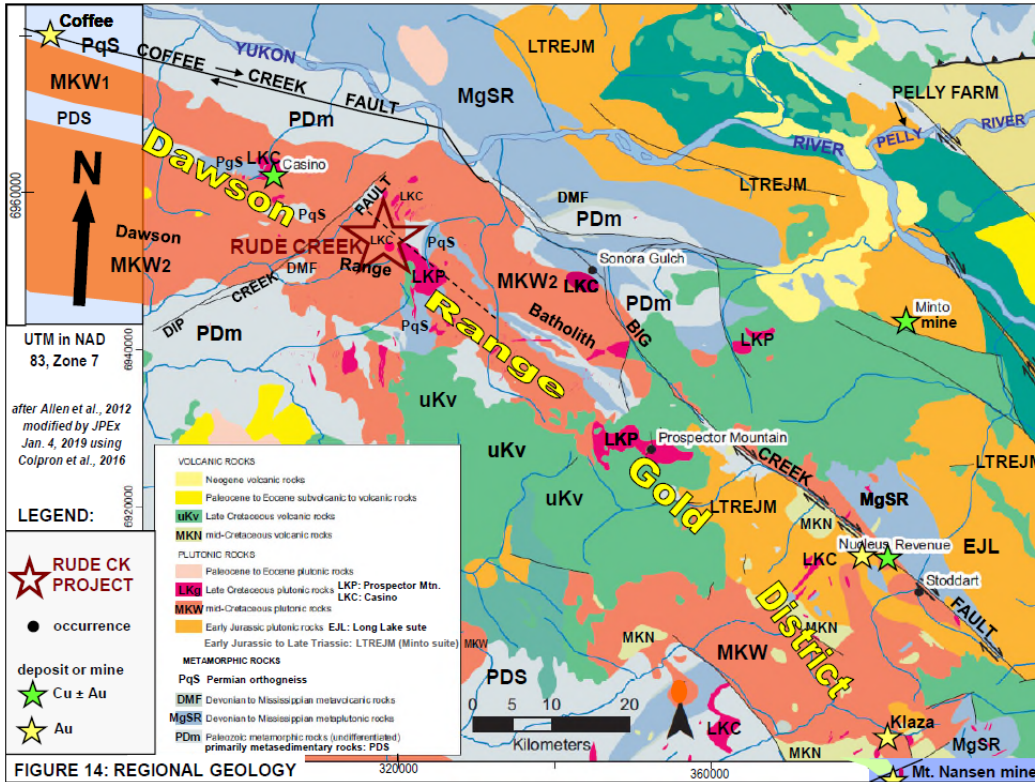 Coffee
PqS
COFFEE
CREEK
FAULT
YUKON
RIVER
PELLY
RIVER
PELLY FARM
LTREJM
MgSR
MKW1
PDS
PDm
N
Dawson
PgS
LKC
Casino
PqS
FAULT
LKC
LTREJM
DMF
PDm
6960000
Dawson
MKW2
RUDE CREEK
LKC
PqS
Range
DMF
LKP
MKW2
Sonora Gulch
LKC
PDm
Minto
mine
CREEK
DIP
PDm
PqS
Range
Batholith
BIG
LKP
UTM in NAD
83, Zone 7
6940000
after Allen et al., 2012
modified by JPEx
Jan. 4, 2019 using
Colpron et al., 2016
uKv
uKv
LKP
Prospector Mountain
uKv
Gold
CREEK
LTREJM
LTREJM
MgSR
6920000
MKN
Nucleus
Revenue
EJL
LKC
Stoddart
FAULT
District
MKN
MKN
MKW
MKW
PDS
LKC
Klaza
MKN
MgSR
Mt. Nansen mine
LEGEND:
RUDE CK
PROJECT
occurrence
deposit or mine
Cu ± Au
Au
VOLCANIC ROCKS
Neogene volcanic rocks
Paleocene to Eocene subvolcanic to volcanic rocks
uKv Late Cretaceous volcanic rocks
MKN mid-Cretaceous volcanic rocks
PLUTONIC ROCKS
Paleocene to Eocene plutonic rocks
LKg Late Cretaceous plutonic rocks LKP: Prospector Mtn.
LKC: Casino
MKW mid-Cretaceous plutonic rocks
Early Jurassic plutonic rocks EJL: Long Lake sute
Early Jurassic to Late Triassic: LTREJM (Minto suite)
METAMORPHIC ROCKS
PqS Permian orthogneiss
DMF Devonian to Mississippian metavolcanic rocks
MgSR Devonian to Mississippian metaplutonic rocks
PDm Paleozoic metamorphic rocks (undifferentiated)
primarily metasedimentary rocks: PDS
0 5 10 20
Kilometers
320000
360000
FIGURE 14: REGIONAL GEOLOGY